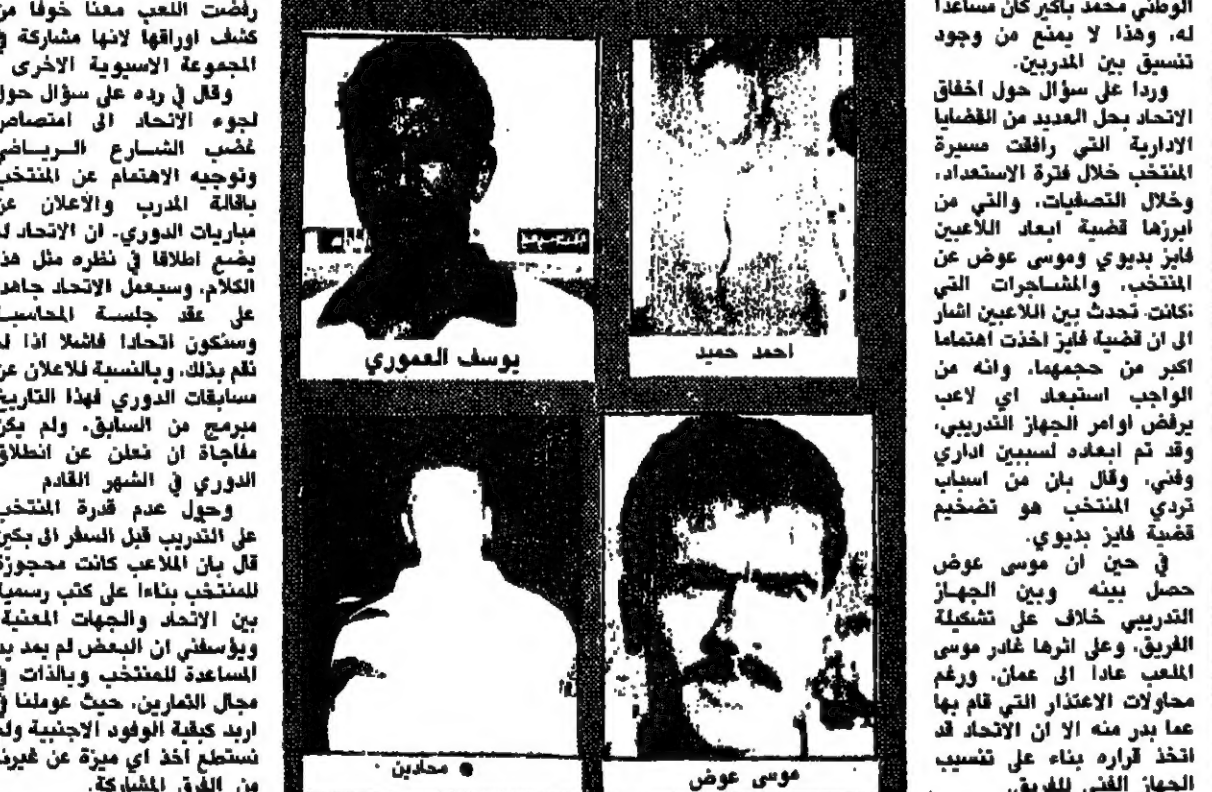 الوطني محمد باكير كان مساعدا
له، وهذا لا يمنع من وجود
تنسيق بين المدربين.
وردا على سؤال حول اخفاق
الاتحاد بحل العديد من القضايا
الادارية التي رافقت مسيرة
المنتخب خلال فترة الاستعداد،
وخلال التصفيات، والتي من
ابرزها قضية ابعاد اللاعبين
فايز بديوي وموسى عوض عن
المنتخب، والمشاجرات التي
كانت تحدث بين اللاعبين اشار
الى ان قضية فايز اخذت اهتماما
اكبر من حجمهما، وانه من
الواجب استبعاد اي لاعب
يرفض اوامر الجهاز التدريبي،
وقد تم ابعاده لسببين اداري
وفني، وقال بان من اسباب
تردي المنتخب هو تضخيم
قضية فايز بديوي.
في حين ان موسى عوض
حصل بينه وبين الجهاز
التدريبي خلاف على تشكيلة
الفريق، وعلى اثرها غادر موسى
الملعب عادا الى عمان، ورغم
محاولات الاعتذار التي قام بها
عما بدر منه الا ان الاتحاد قد
اتخذ قراره بناء على تنسيب
الجهاز الفني للفريق.
احمد حميد
يوسف العموري
موسى عوض
● محادين
رفضت اللعب معنا خوفا من
كشف اوراقها لانها مشاركة في
المجموعة الاسيوية الاخرى
وقال في رده على سؤال حول
لجوء الاتحاد الى امتصاص
غضب الشارع الرياضي
وتوجيه الاهتمام عن المنتخب
باقالة المدرب والاعلان عن
مباريات الدوري. ان الاتحاد لم
يضع اطلاقا في نظره مثل هذا
الكلام، وسيعمل الاتحاد جاهدا
على عقد جلسة المحاسبة
وسنكون اتحادا فاشلا اذا لم
نقم بذلك، وبالنسبة للاعلان عن
مسابقات الدوري فهذا التاريخ
مبرمج من السابق، ولم يكن
مفاجاة ان نعلن عن انطلاق
الدوري في الشهر القادم
وحول عدم قدرة المنتخب
على التدريب قبل السفر الى بكين
قال بان الملاعب كانت محجوزة
للمنتخب بناءا على كتب رسمية
بين الاتحاد والجهات المعنية
ويؤسفني ان البعض لم يمد يد
المساعدة للمنتخب وبالذات في
مجال التمارين، حيث عوملنا في
اربد كبقية الوفود الاجنبية ولم
نستطع اخذ اي ميزة عن غيرنا
من الفرق المشاركة.